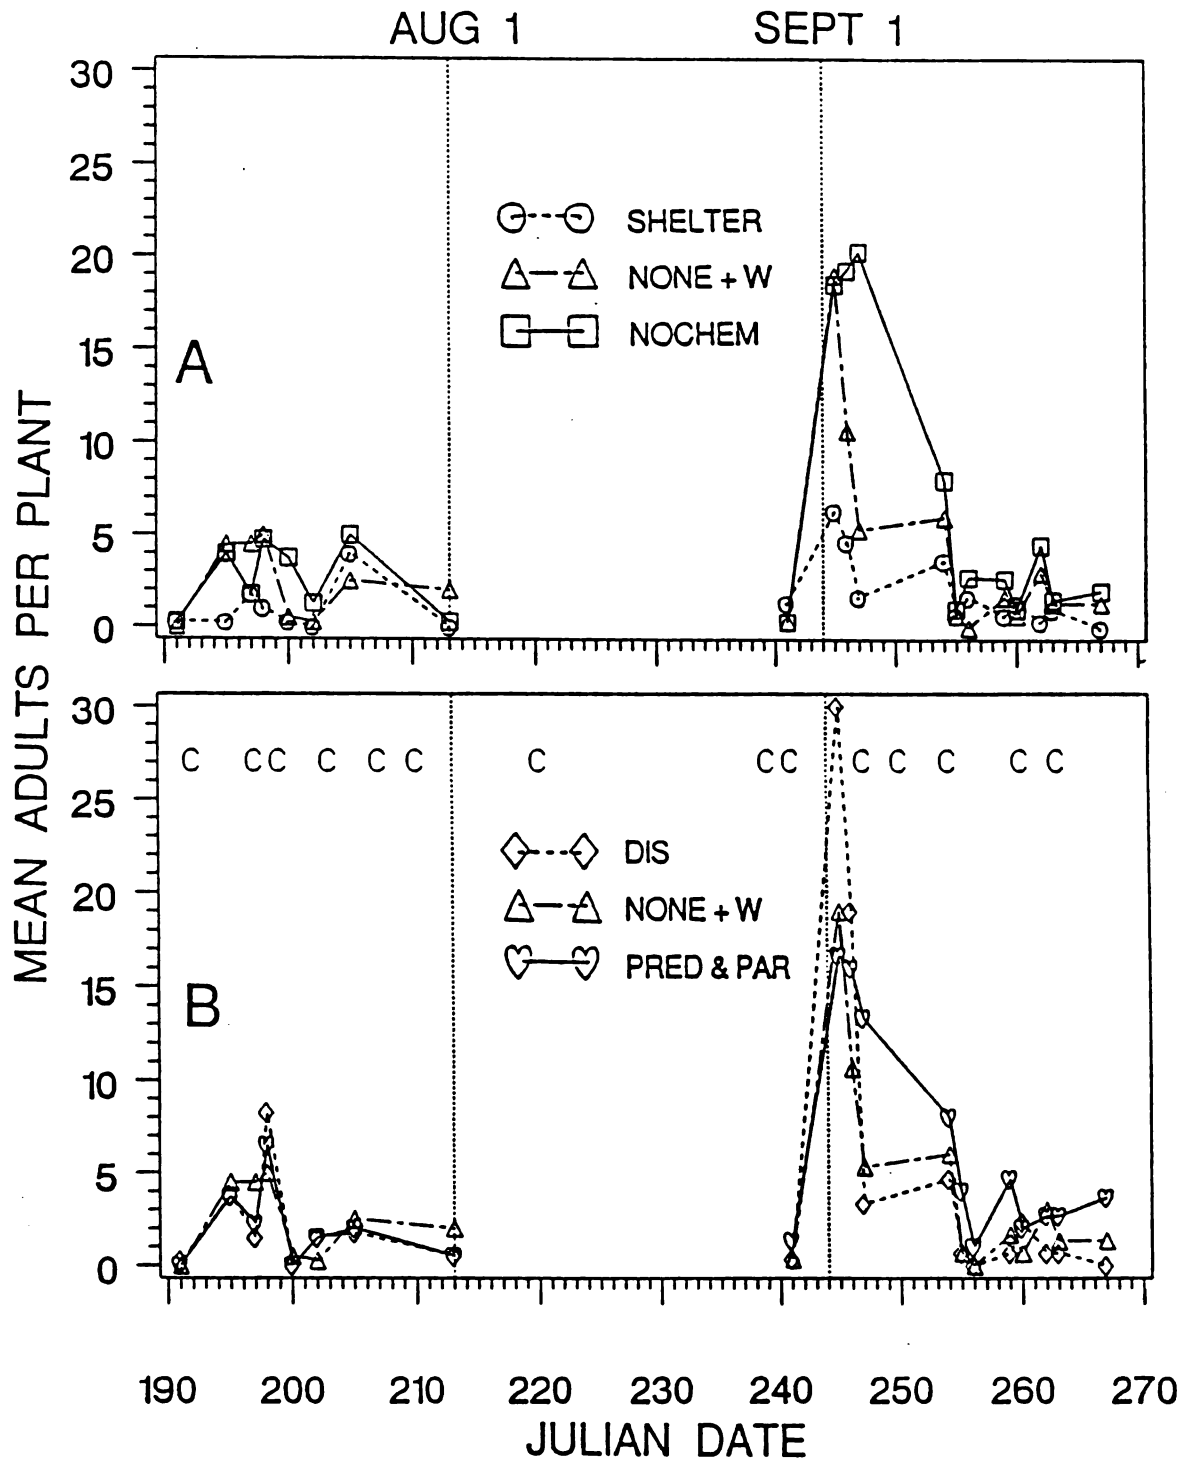 AUG 1 SEPT 1
30
25
20
15
10
5
0
SHELTER
NONE + W
NOCHEM
A
MEAN ADULTS PER PLANT
30
25
20
15
10
5
0
C C C C C C C C C C C C C C
DIS
NONE + W
PRED & PAR
B
190 200 210 220 230 240 250 260 270
JULIAN DATE